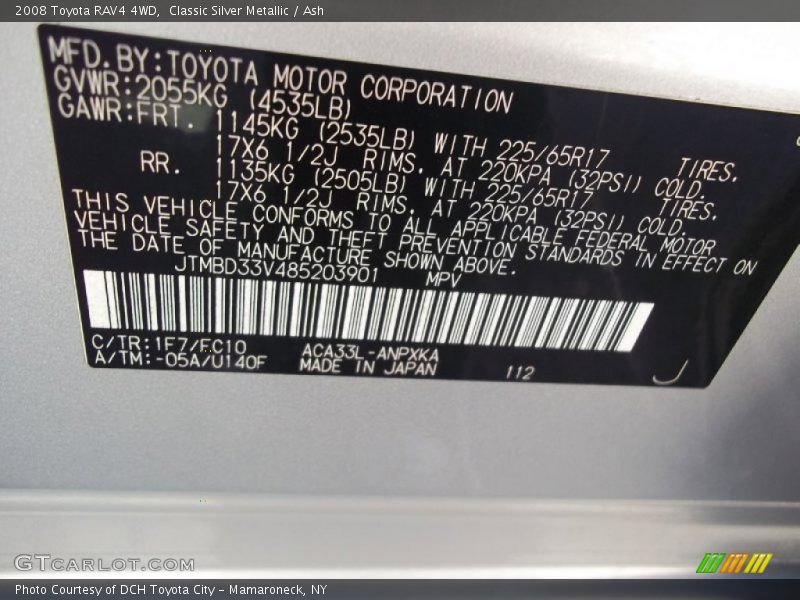 2008 Toyota RAV4 4WD,  Classic Silver Metallic / Ash
MFD.BY:TOYOTA MOTOR CORPORATION
GVWR:2055KG (4535LB)
GAWR:FRT. 1145KG (2535LB) WITH 225/65R17 TIRES,
17X6 1/2J RIMS, AT 220KPA (32PSI) COLD.
RR. 1135KG (2505LB) WITH 225/65R17 TIRES,
17X6 1/2J RIMS, AT 220KPA (32PSI) COLD.
THIS VEHICLE CONFORMS TO ALL APPLICABLE FEDERAL MOTOR
VEHICLE SAFETY AND THEFT PREVENTION STANDARDS IN EFFECT ON
THE DATE OF MANUFACTURE SHOWN ABOVE.
JTMBD33V485203901 MPV
C/TR:1F7/FC10
A/TM:-05A/U140F
ACA33L-ANPXKA
MADE IN JAPAN
112
GTCARLOT.COM
Photo Courtesy of DCH Toyota City - Mamaroneck, NY